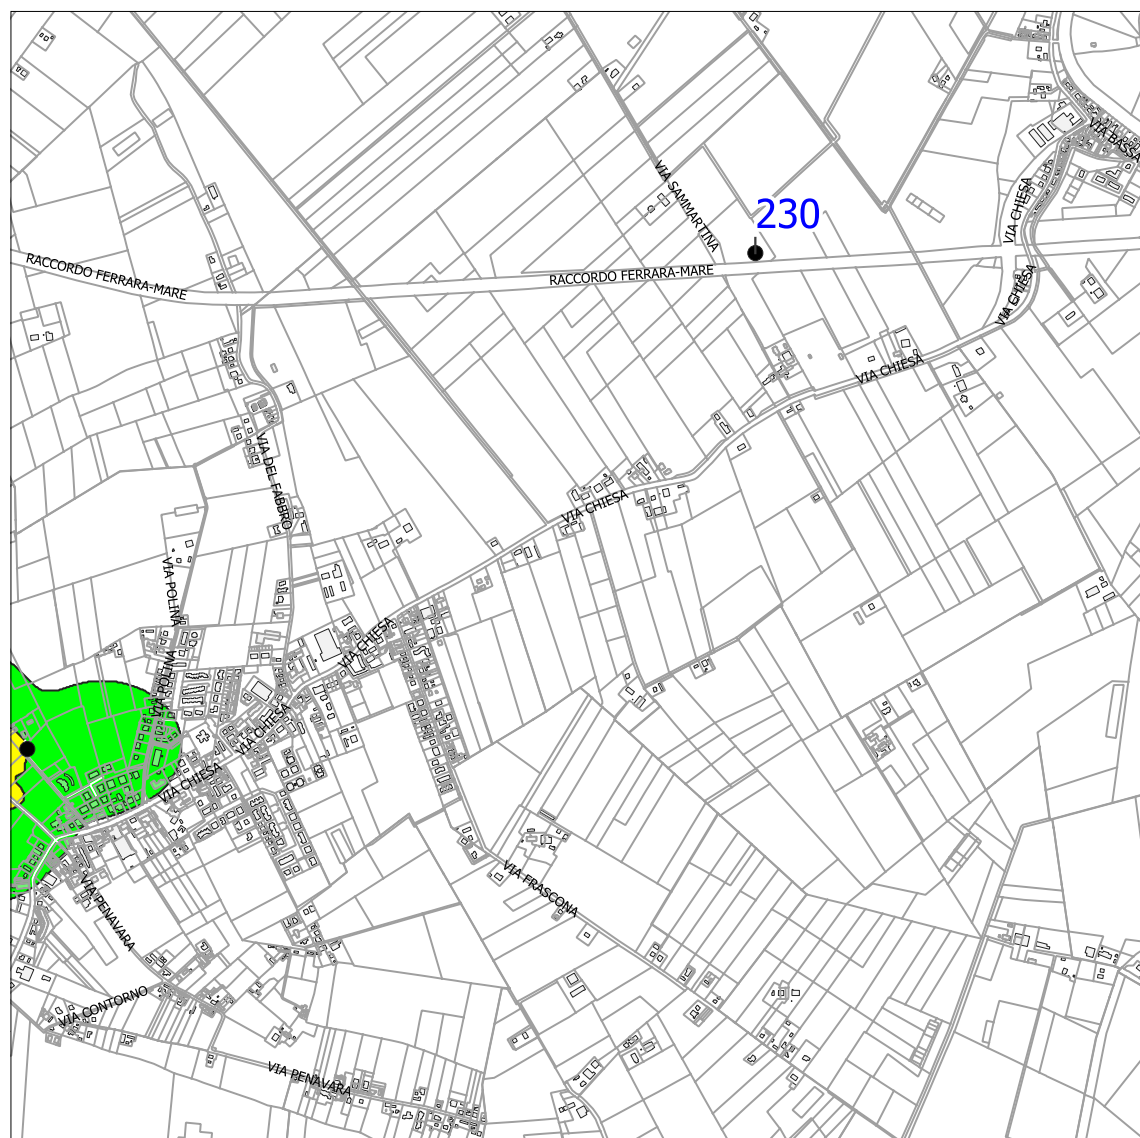 VIA BASSA
VIA SAMMARTINA
VIA CHIESA
230
RACCORDO FERRARA-MARE
RACCORDO FERRARA-MARE
VIA CHIESA
VIA CHIESA
VIA DEL FABBRO
VIA CHIESA
VIA POLINA
VIA CHIESA
VIA POLINA
VIA CHIESA
VIA CHIESA
VIA FRASCONA
VIA PENAVARA
VIA CONTORNO
VIA PENAVARA